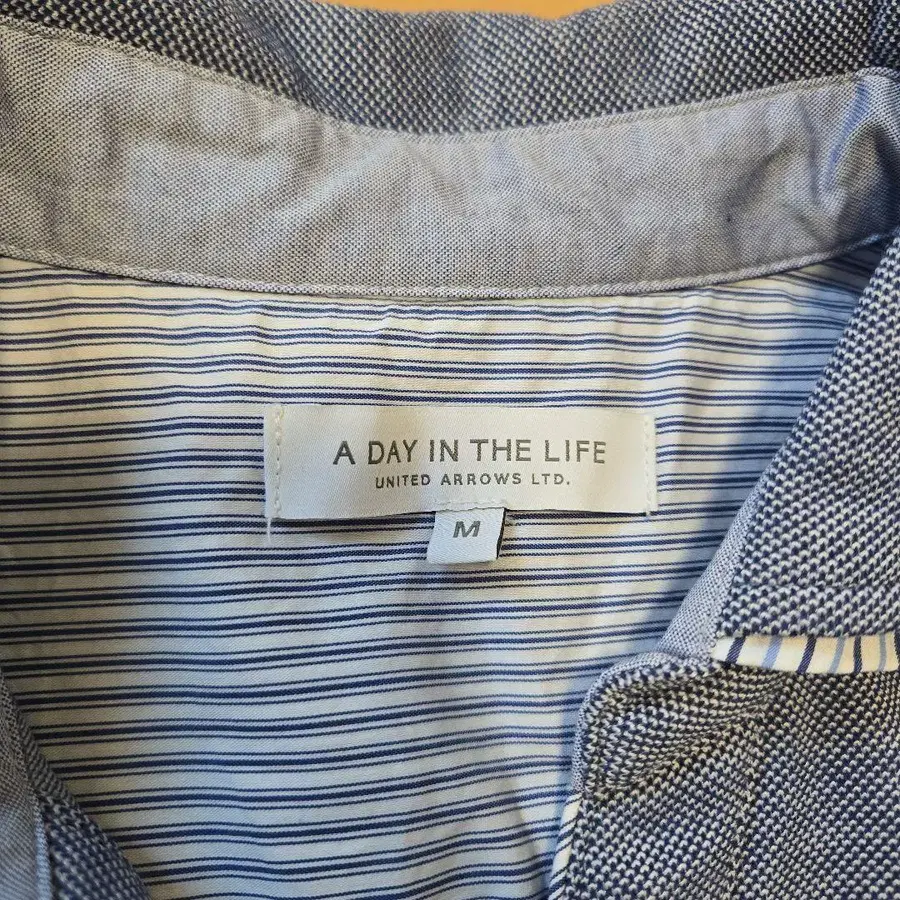 A DAY IN THE LIFE
UNITED ARROWS LTD.
M